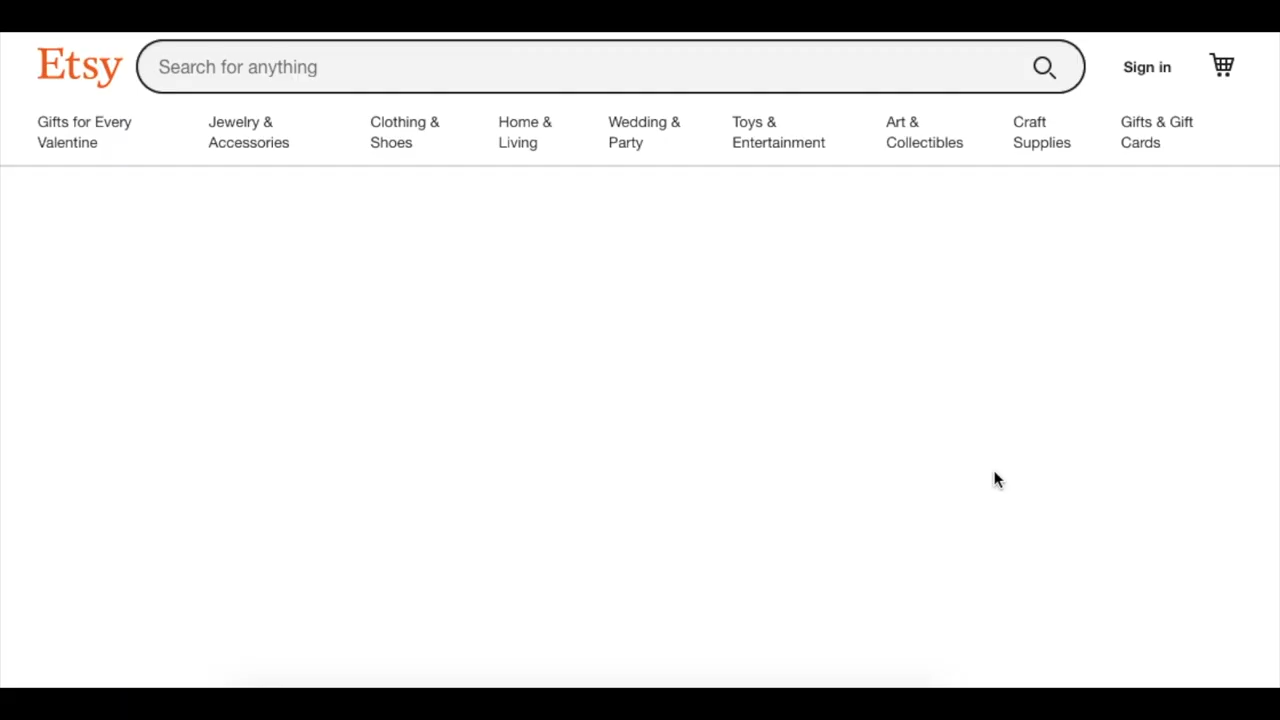 Etsy
Search for anything
Sign in
Gifts for Every
Valentine
Jewelry &
Accessories
Clothing &
Shoes
Home &
Living
Wedding &
Party
Toys &
Entertainment
Art &
Collectibles
Craft
Supplies
Gifts & Gift
Cards